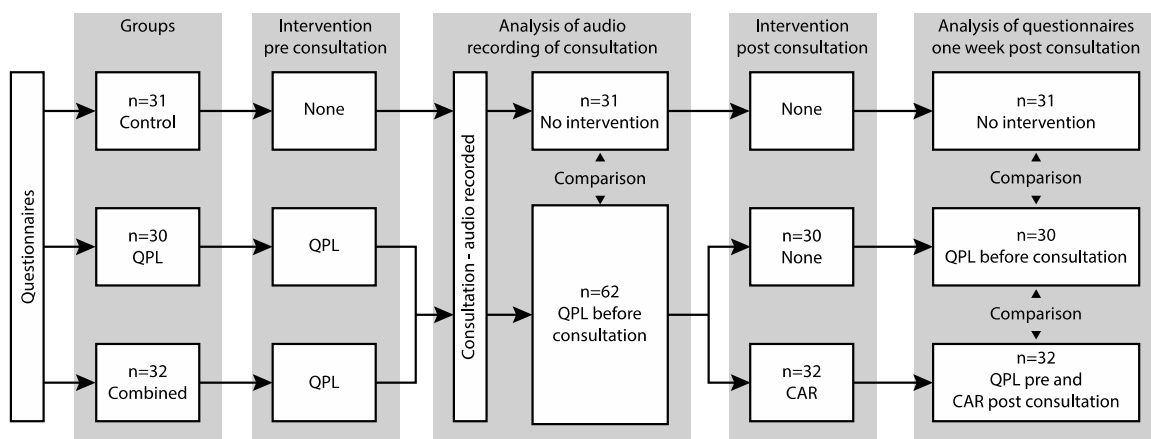 Groups
Intervention
pre consultation
Analysis of audio
recording of consultation
Intervention
post consultation
Analysis of questionnaires
one week post consultation
Questionnaires
n=31
Control
None
Consultation - audio recorded
n=31
No intervention
None
n=31
No intervention
Comparison
Comparison
n=30
QPL
QPL
n=62
QPL before
consultation
n=30
None
n=30
QPL before consultation
Comparison
n=32
Combined
QPL
n=32
CAR
n=32
QPL pre and
CAR post consultation